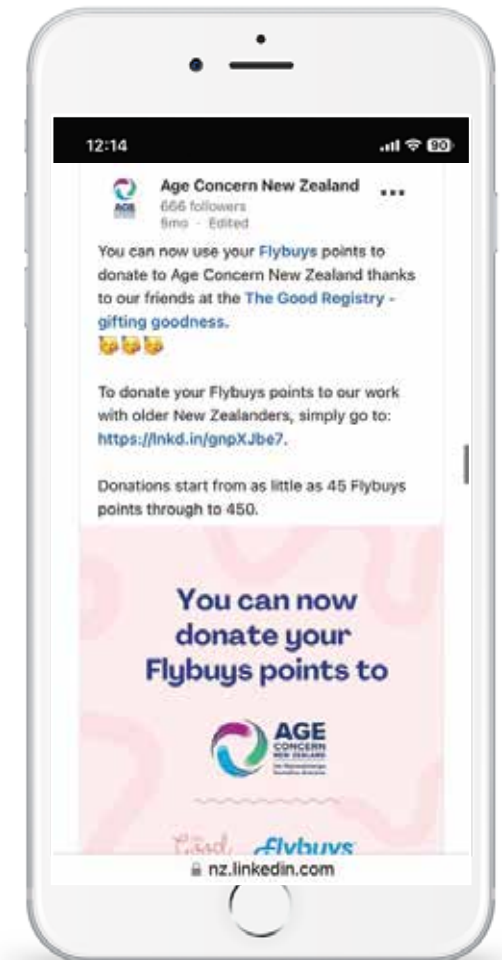 12:14
90
Age Concern New Zealand
666 followers
6mo · Edited
You can now use your Flybuys points to
donate to Age Concern New Zealand thanks
to our friends at the The Good Registry -
gifting goodness.
To donate your Flybuys points to our work
with older New Zealanders, simply go to:
https://lnkd.in/gnpXJbe7.
Donations start from as little as 45 Flybuys
points through to 450.
You can now
donate your
Flybuys points to
AGE
CONCERN
NEW ZEALAND
Good flybuys
nz.linkedin.com